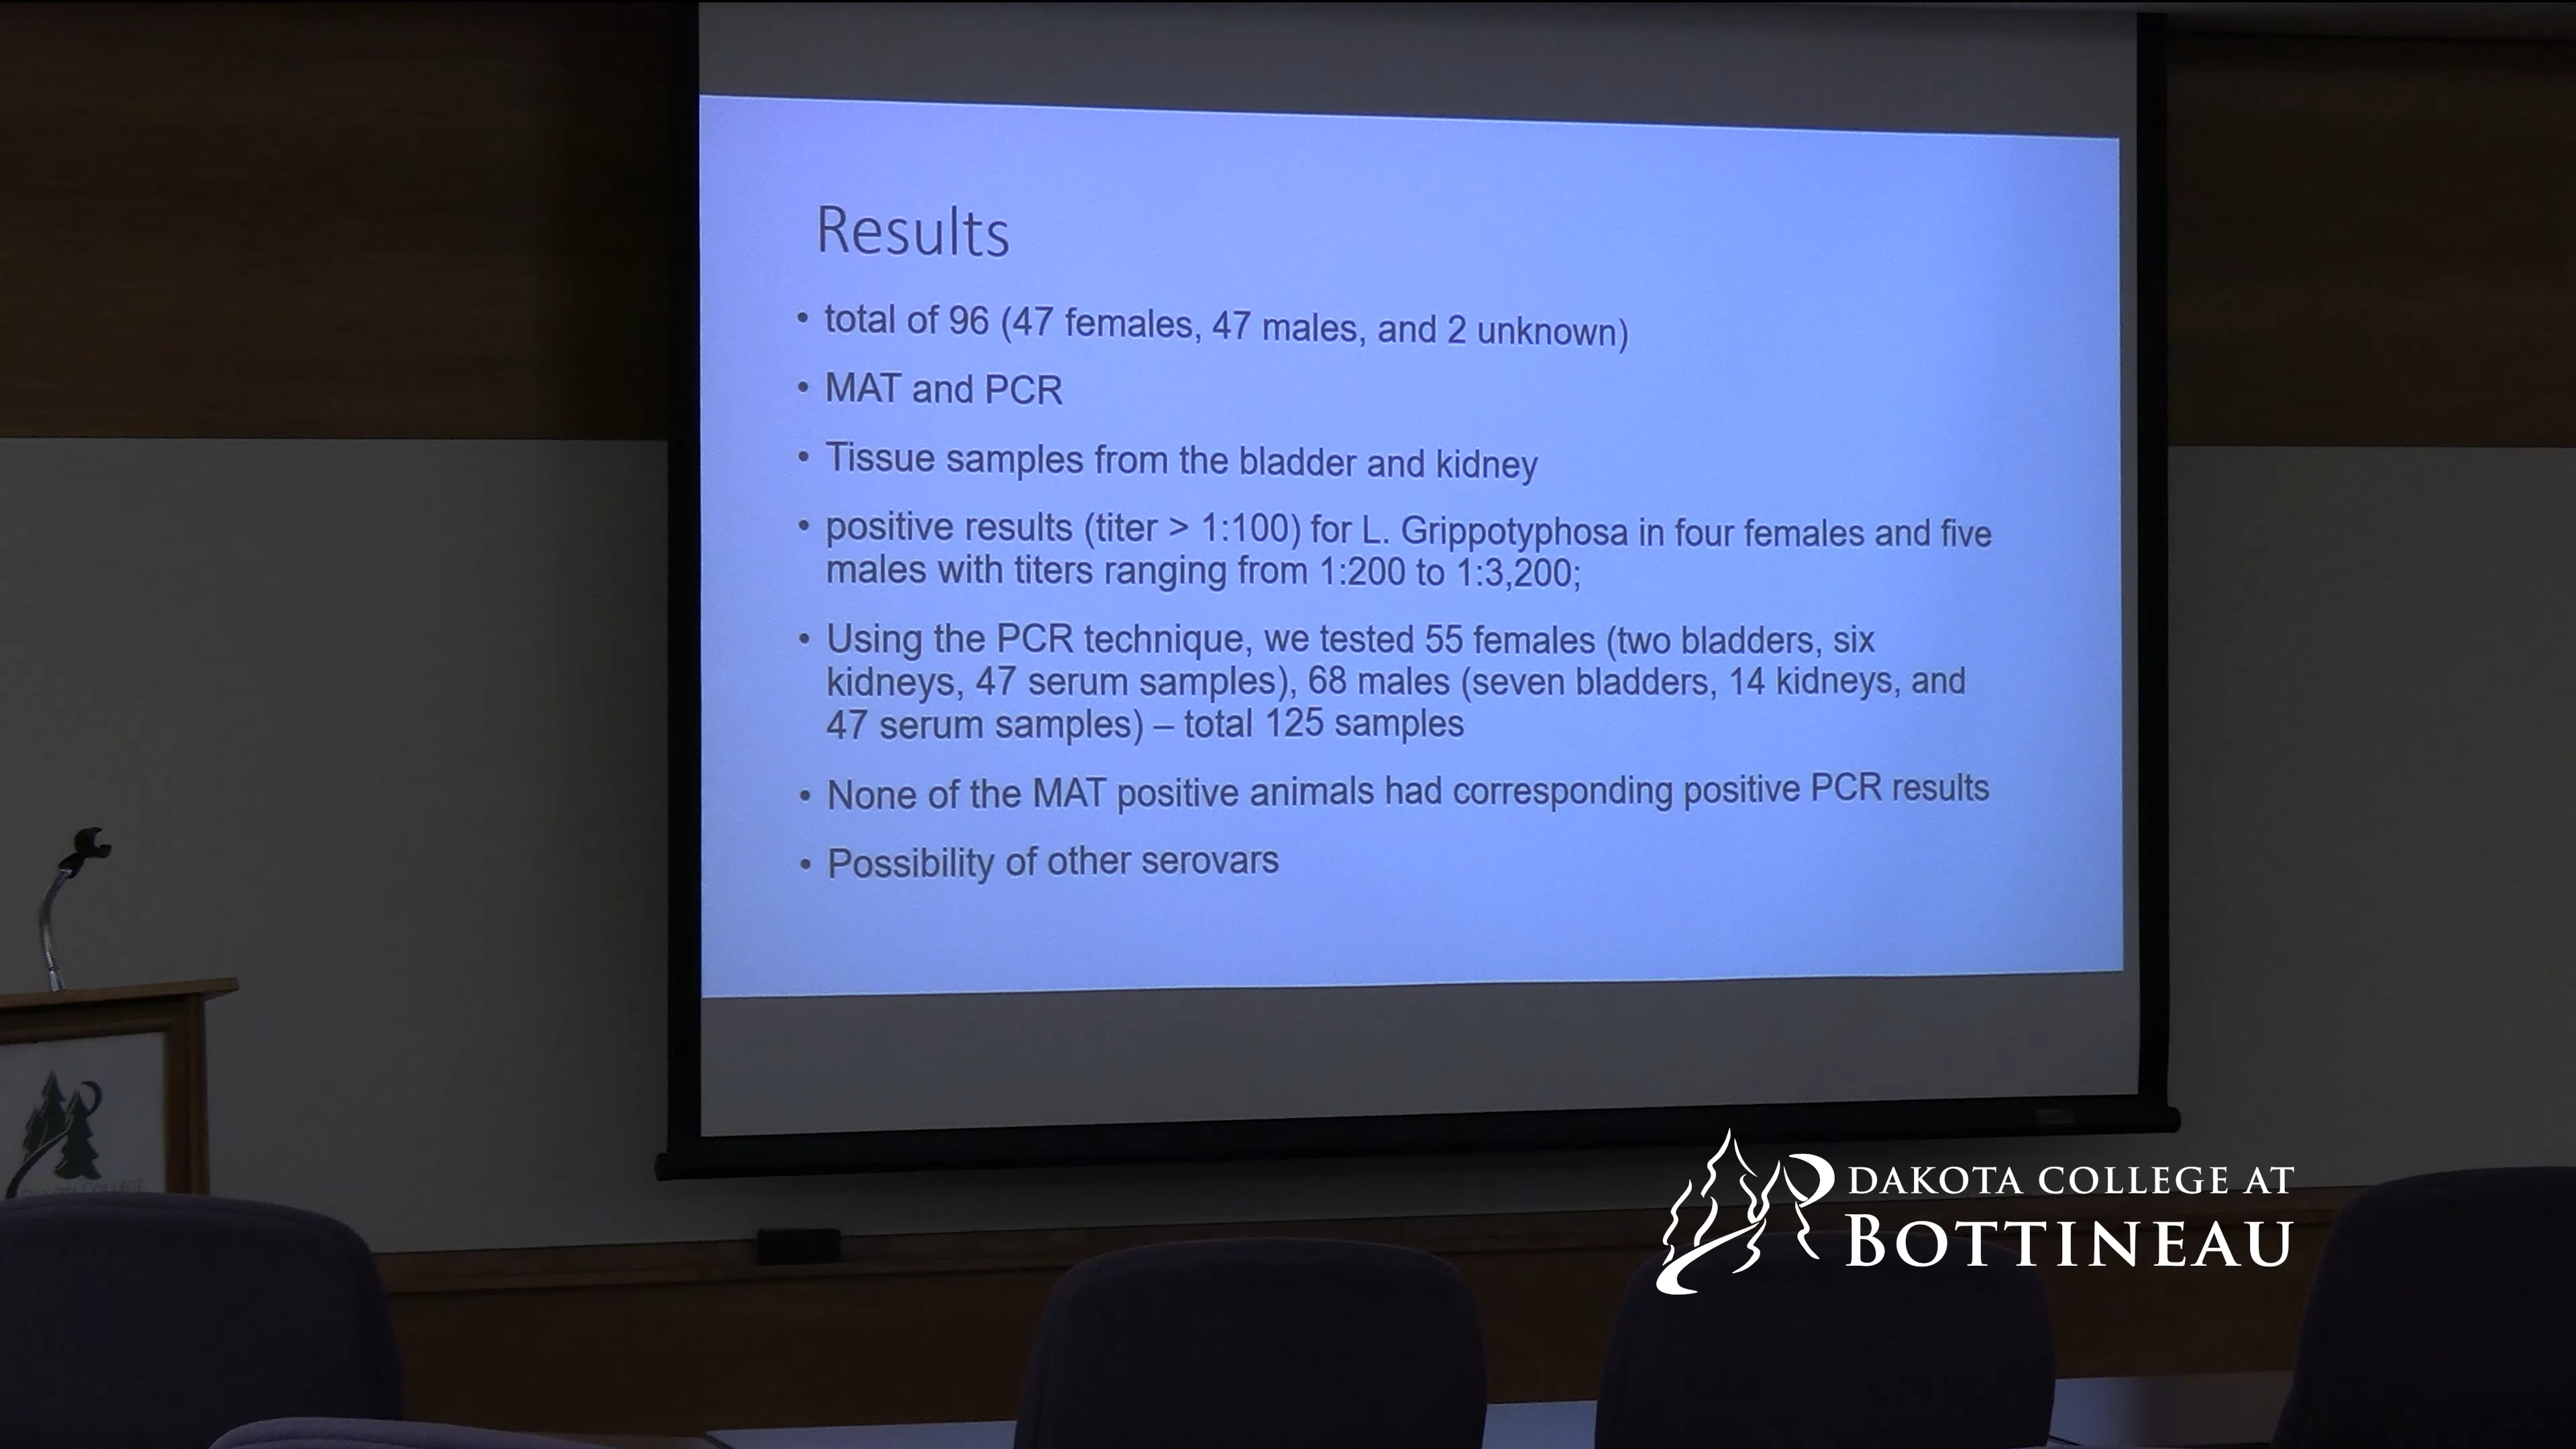 Results
• total of 96 (47 females, 47 males, and 2 unknown)
• MAT and PCR
• Tissue samples from the bladder and kidney
• positive results (titer > 1:100) for L. Grippotyphosa in four females and five
males with titers ranging from 1:200 to 1:3,200;
• Using the PCR technique, we tested 55 females (two bladders, six
kidneys, 47 serum samples), 68 males (seven bladders, 14 kidneys, and
47 serum samples) – total 125 samples
• None of the MAT positive animals had corresponding positive PCR results
• Possibility of other serovars
DAKOTA COLLEGE
DAKOTA COLLEGE AT
BOTTINEAU